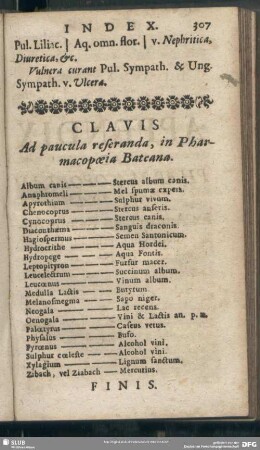 INDEX. 307
Pul. Liliac. | Aq. omn. flor. | v. Nephritica,
Diuretica, &c.
Vulnera curant Pul. Sympath. & Ung.
Sympath. v. Ulcera.
CLAVIS
Ad paucula reseranda, in Phar-
macopœia Bateana.
Album canis — Stercus album canis.
Anaphromeli — Mel spumæ expers.
Apyrothium — Sulphur vivum.
Chenocoprus — Stercus anseris.
Cynocoprus — Stercus canis.
Diaconthæma — Sanguis draconis.
Hagiospermus — Semen Santonicum.
Hydrocrithe — Aqua Hordei.
Hydropege — Aqua Fontis.
Leptopityron — Furfur macer.
Leucelectrum — Succinum album.
Leucœnus — Vinum album.
Medulla Lactis — Butyrum.
Melanosmegma — Sapo niger.
Neogala — Lac recens.
Oenogala — Vini & Lactis an. p. æ.
Palæotyrus — Caseus vetus.
Physalus — Bufo.
Pyrœnus — Alcohol vini.
Sulphur cœleste — Alcohol vini.
Xylagium — Lignum sanctum.
Zibach, vel Ziabach — Mercurius.
FINIS.
SLUB
DFG